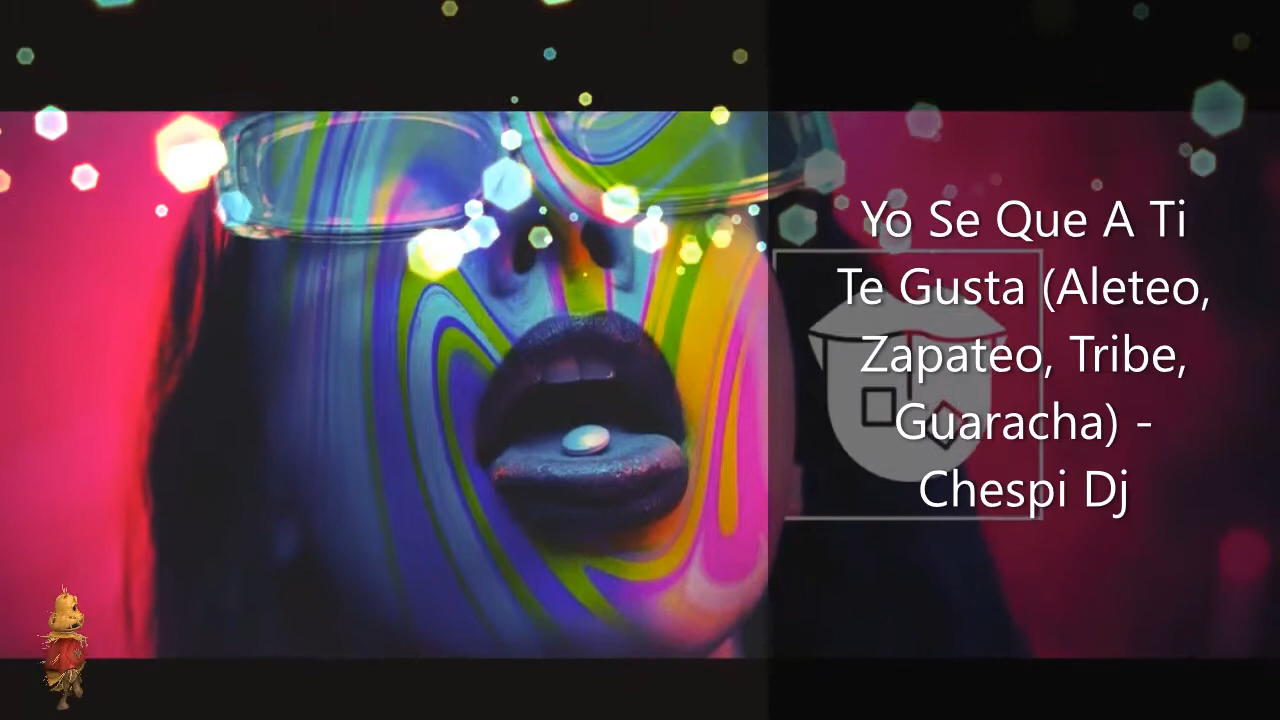 Yo Se Que A Ti
Te Gusta (Aleteo,
Zapateo, Tribe,
Guaracha) -
Chespi Dj